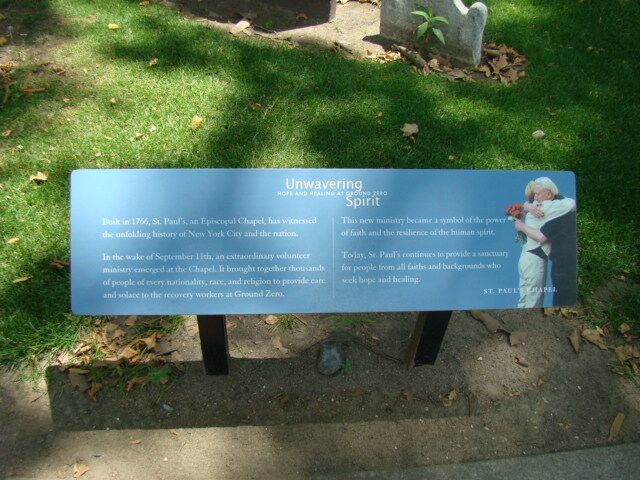 Unwavering
HOPE AND HEALING AT GROUND ZERO
Spirit
Built in 1766, St. Paul's, an Episcopal Chapel, has witnessed
the unfolding history of New York City and the nation.
In the wake of September 11th, an extraordinary volunteer
ministry emerged at the Chapel. It brought together thousands
of people of every nationality, race, and religion to provide care
and solace to the recovery workers at Ground Zero.
This new ministry became a symbol of the power
of faith and the resilience of the human spirit.
Today, St. Paul's continues to provide a sanctuary
for people from all faiths and backgrounds who
seek hope and healing.
ST. PAUL'S CHAPEL